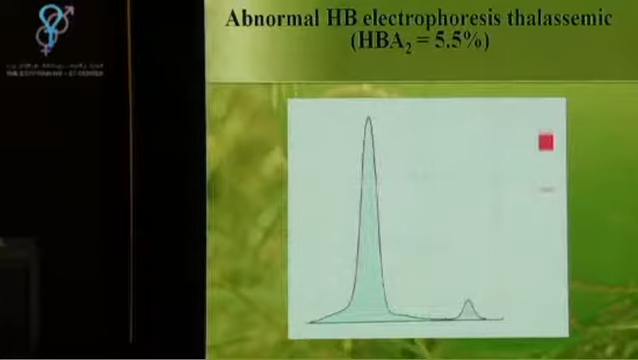 Abnormal HB electrophoresis thalassemic
(HBA₂ = 5.5%)